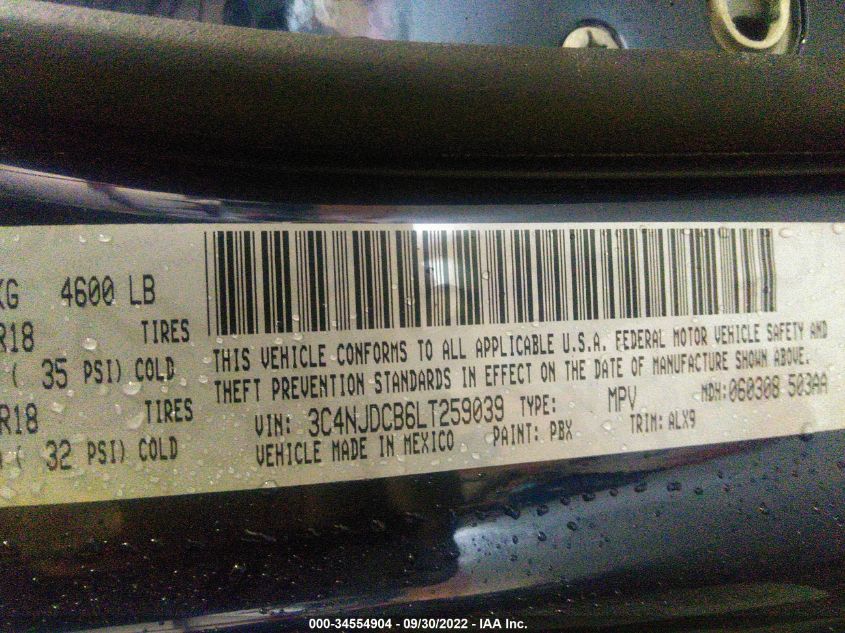 KG 4600 LB
R18 TIRES
( 35 PSI) COLD
R18 TIRES
( 32 PSI) COLD
THIS VEHICLE CONFORMS TO ALL APPLICABLE U.S.A. FEDERAL MOTOR VEHICLE SAFETY AND
THEFT PREVENTION STANDARDS IN EFFECT ON THE DATE OF MANUFACTURE SHOWN ABOVE.
VIN: 3C4NJDCB6LT259039 TYPE: MPV MDH: 060308 503AA
VEHICLE MADE IN MEXICO PAINT: PBX TRIM: ALX9
000-34554904 - 09/30/2022 - IAA Inc.